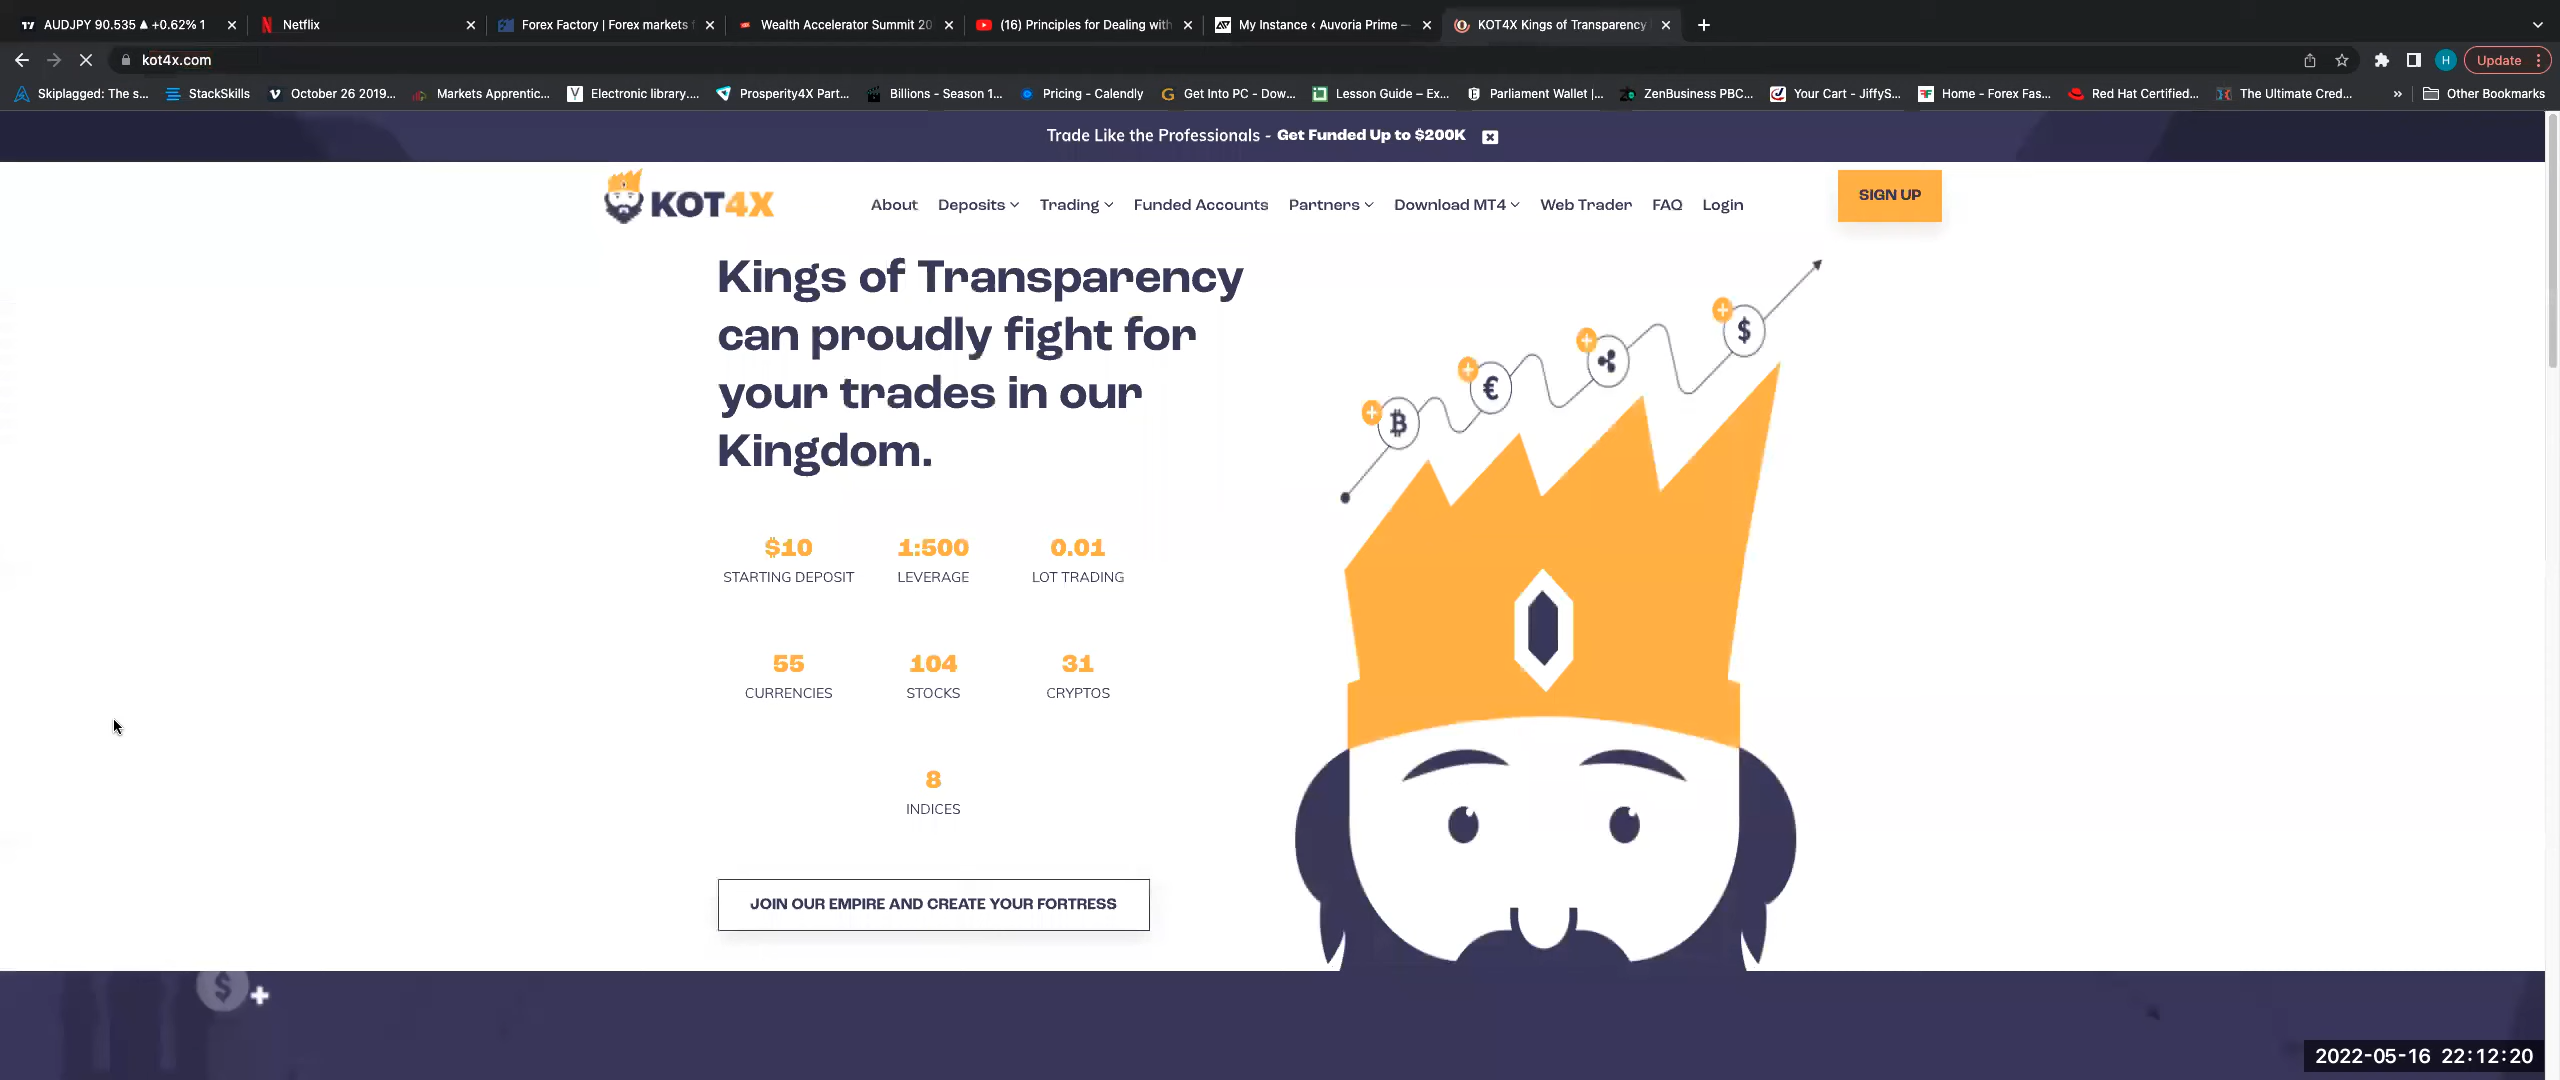 AUDJPY 90.535 ▲ +0.62% 1
Netflix
Forex Factory | Forex markets f
Wealth Accelerator Summit 20
(16) Principles for Dealing with
My Instance ‹ Auvoria Prime —
KOT4X Kings of Transparency
kot4x.com
H
Update
Skiplagged: The s...
StackSkills
October 26 2019...
Markets Apprentic...
Electronic library....
Prosperity4X Part...
Billions - Season 1...
Pricing - Calendly
Get Into PC - Dow...
Lesson Guide – Ex...
Parliament Wallet |...
ZenBusiness PBC...
Your Cart - JiffyS...
Home - Forex Fas...
Red Hat Certified...
The Ultimate Cred...
»
Other Bookmarks
Trade Like the Professionals - Get Funded Up to $200K
KOT4X
About
Deposits
Trading
Funded Accounts
Partners
Download MT4
Web Trader
FAQ
Login
SIGN UP
Kings of Transparency
can proudly fight for
your trades in our
Kingdom.
$10
STARTING DEPOSIT
1:500
LEVERAGE
0.01
LOT TRADING
55
CURRENCIES
104
STOCKS
31
CRYPTOS
8
INDICES
JOIN OUR EMPIRE AND CREATE YOUR FORTRESS
2022-05-16 22:12:20